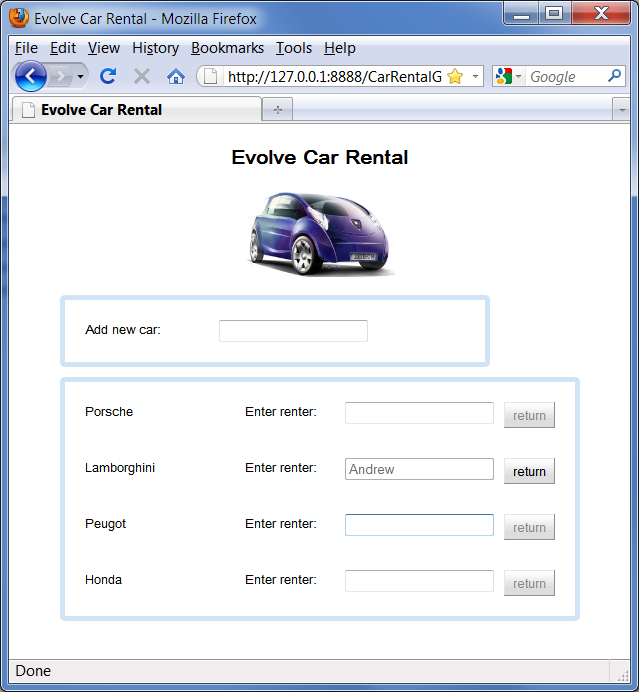 Evolve Car Rental - Mozilla Firefox
File Edit View History Bookmarks Tools Help
http://127.0.0.1:8888/CarRentalG Google
Evolve Car Rental
Evolve Car Rental
Add new car:
Porsche Enter renter: return
Lamborghini Enter renter: Andrew return
Peugot Enter renter: return
Honda Enter renter: return
Done